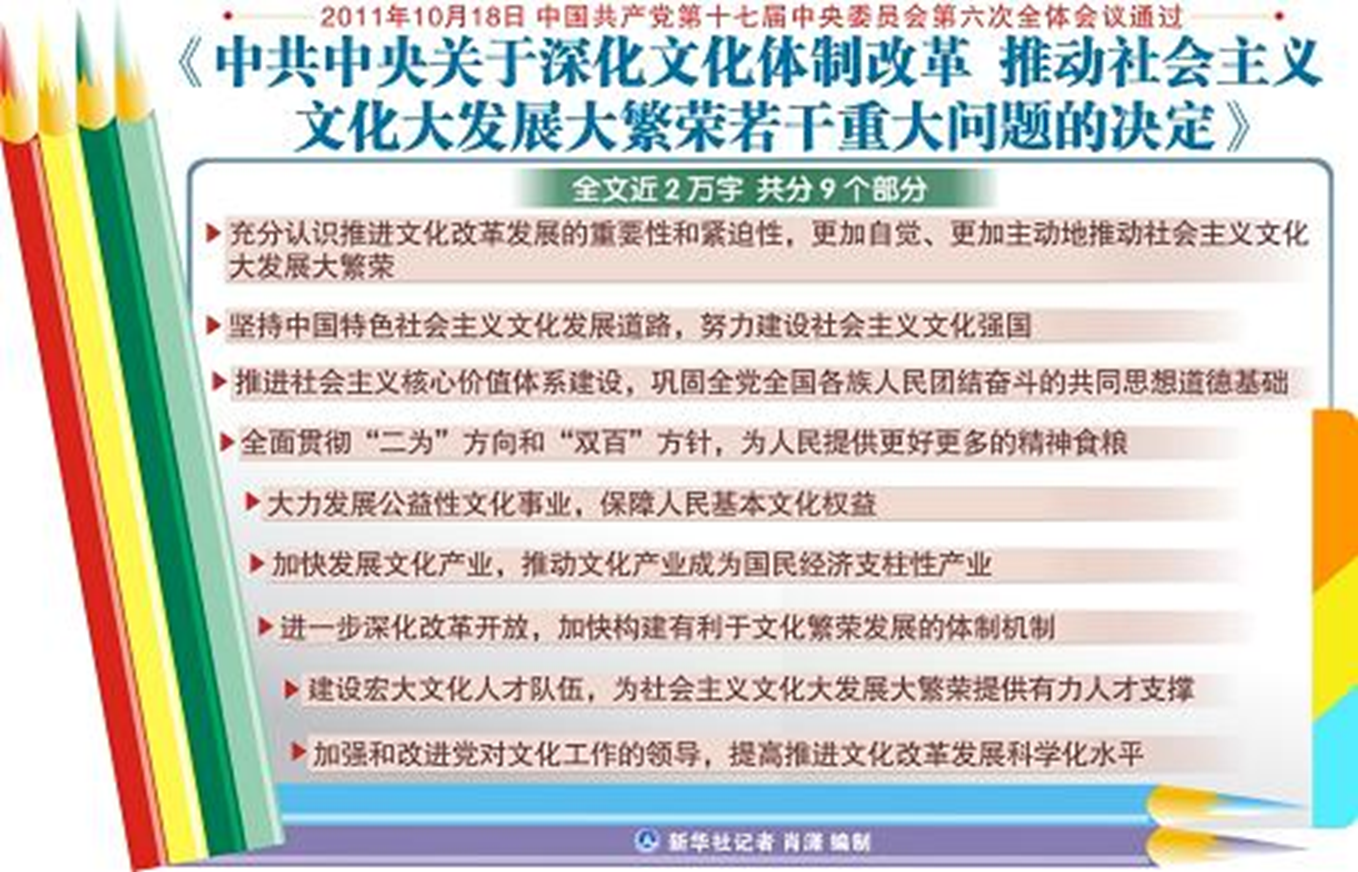 2011年10月18日 中国共产党第十七届中央委员会第六次全体会议通过
《中共中央关于深化文化体制改革 推动社会主义
文化大发展大繁荣若干重大问题的决定》
全文近2万字 共分9个部分
充分认识推进文化改革发展的重要性和紧迫性，更加自觉、更加主动地推动社会主义文化
大发展大繁荣
坚持中国特色社会主义文化发展道路，努力建设社会主义文化强国
推进社会主义核心价值体系建设，巩固全党全国各族人民团结奋斗的共同思想道德基础
全面贯彻“二为”方向和“双百”方针，为人民提供更好更多的精神食粮
大力发展公益性文化事业，保障人民基本文化权益
加快发展文化产业，推动文化产业成为国民经济支柱性产业
进一步深化改革开放，加快构建有利于文化繁荣发展的体制机制
建设宏大文化人才队伍，为社会主义文化大发展大繁荣提供有力人才支撑
加强和改进党对文化工作的领导，提高推进文化改革发展科学化水平
新华社记者 肖潇 编制